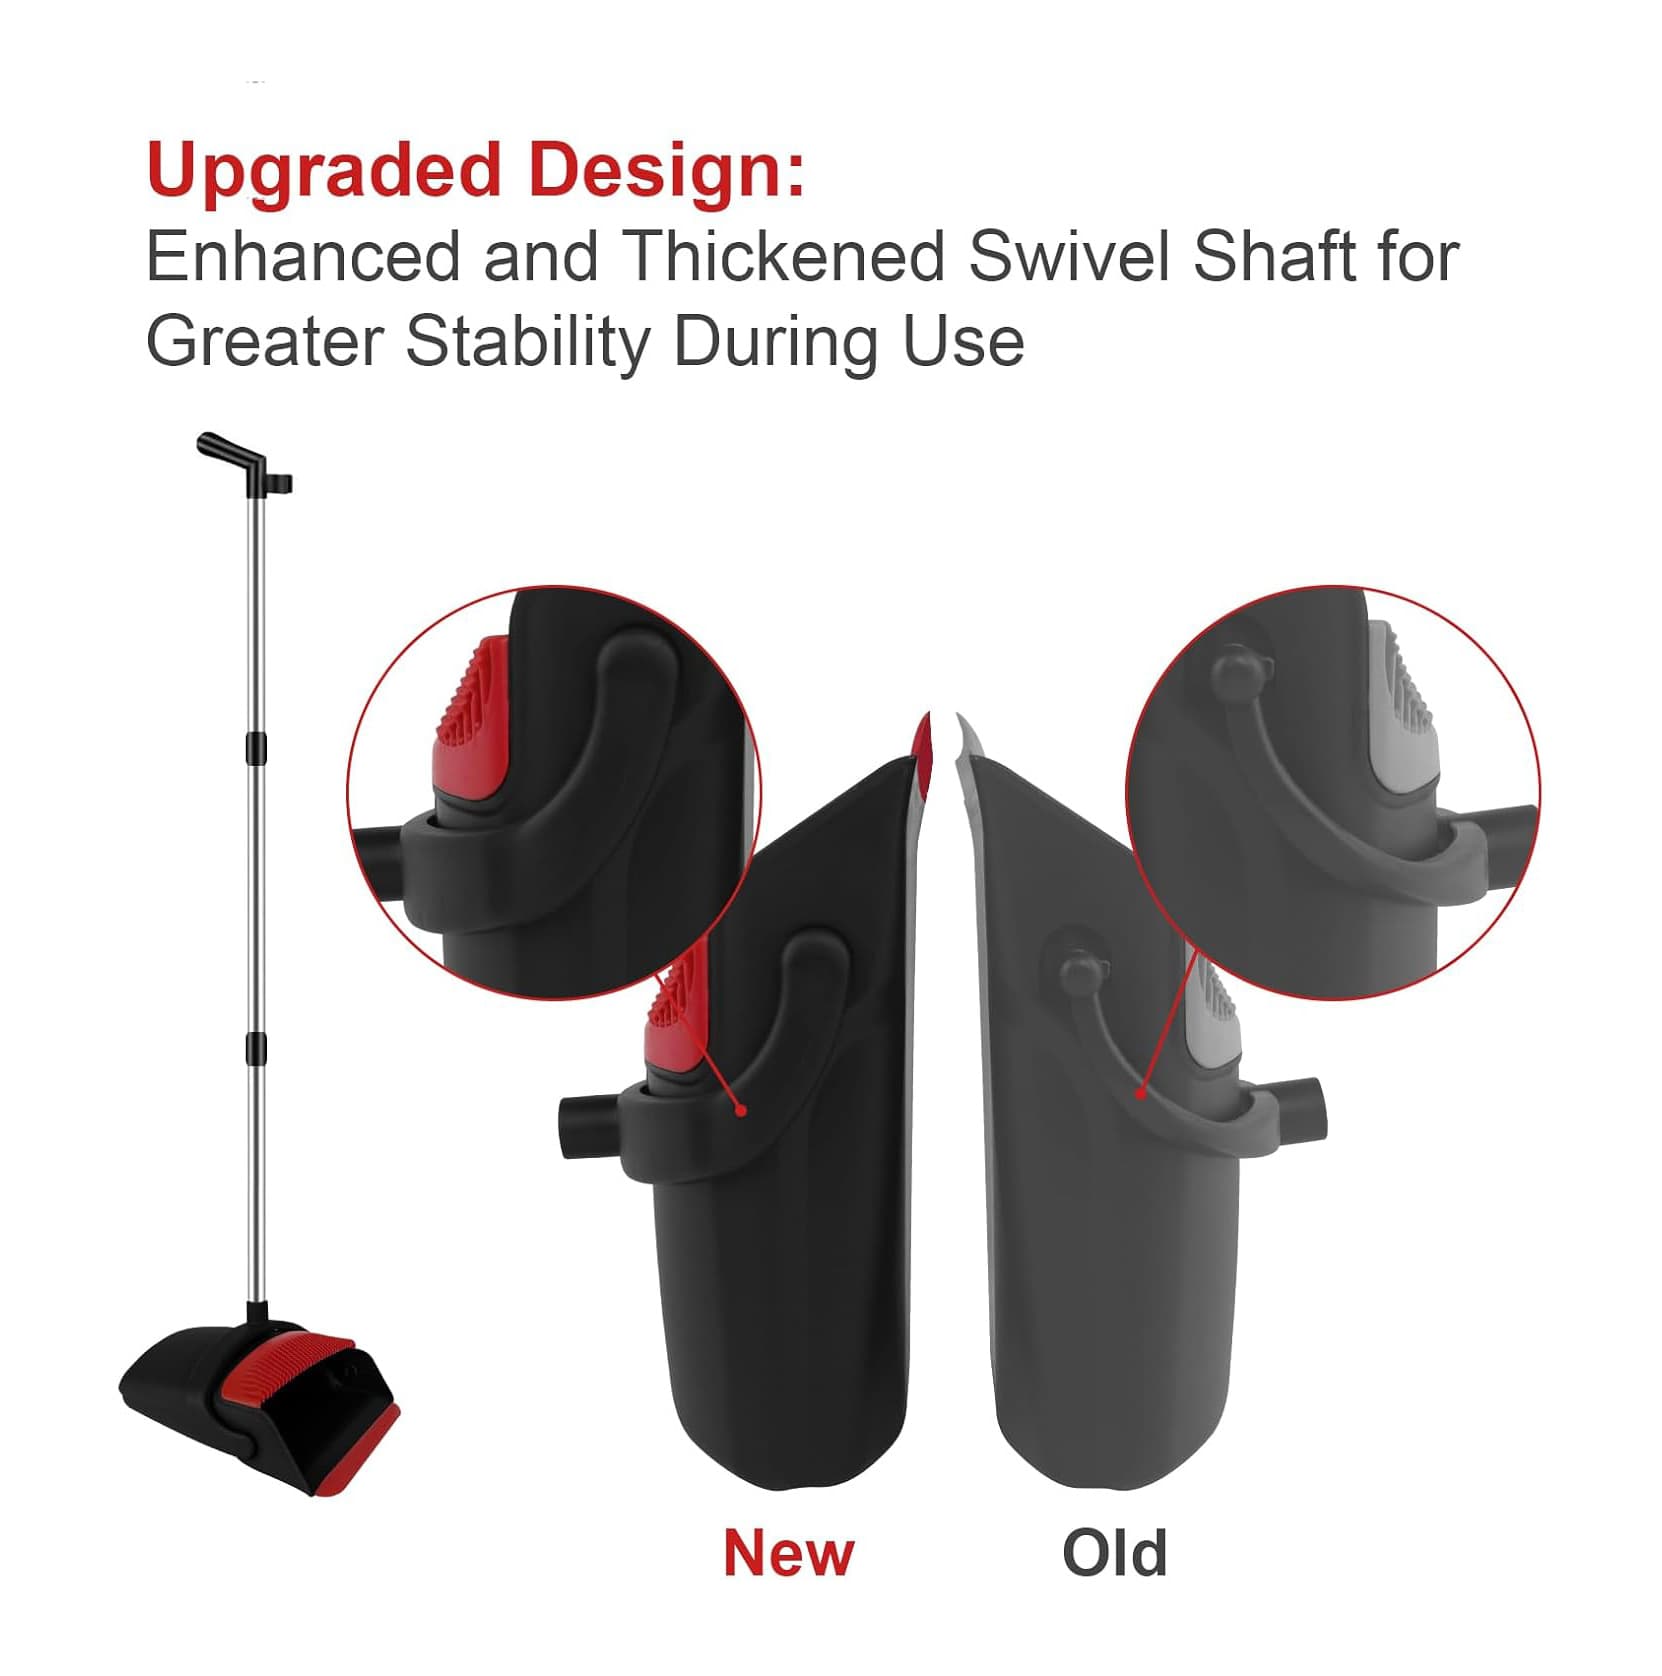 Upgraded Design:
Enhanced and Thickened Swivel Shaft for
Greater Stability During Use
New
Old